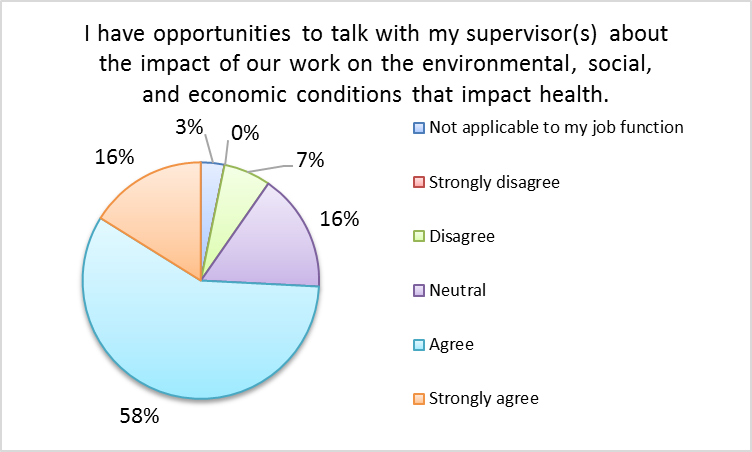 I have opportunities to talk with my supervisor(s) about
the impact of our work on the environmental, social,
and economic conditions that impact health.
3%
0%
7%
16%
16%
58%
Not applicable to my job function
Strongly disagree
Disagree
Neutral
Agree
Strongly agree